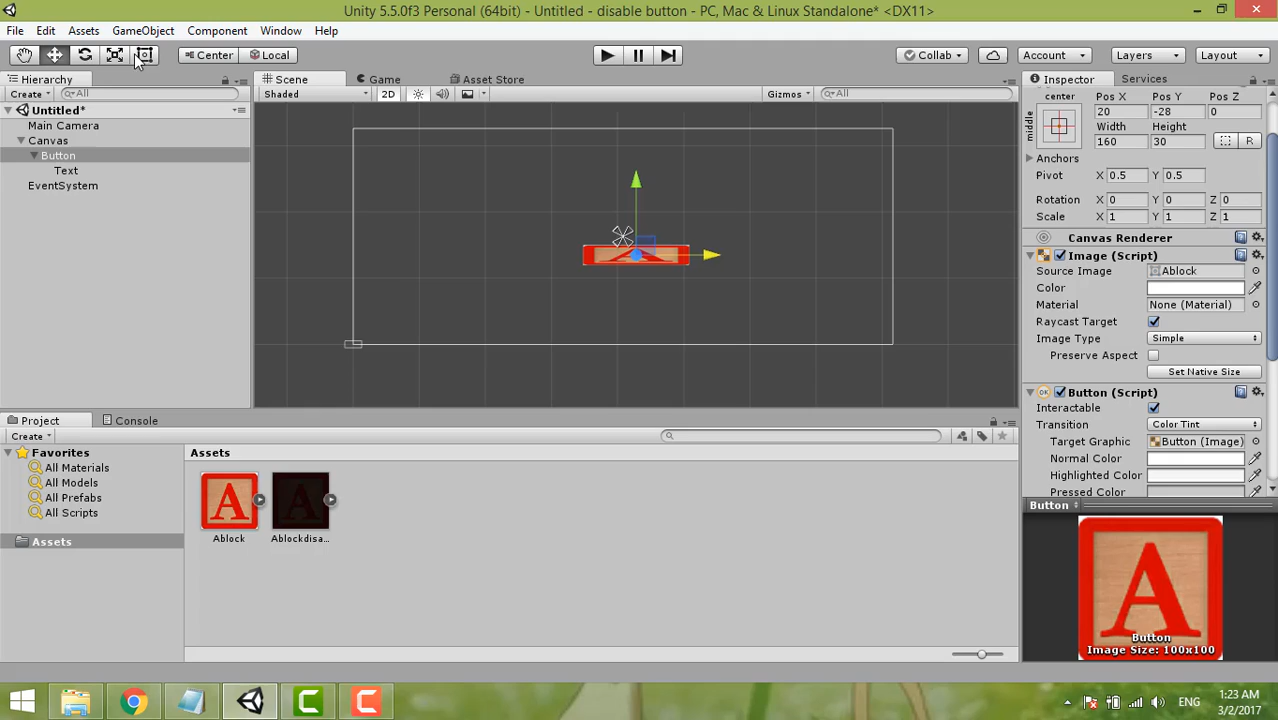 Unity 5.5.0f3 Personal (64bit) - Untitled - disable button - PC, Mac & Linux Standalone* <DX11>
File Edit Assets GameObject Component Window Help
Center Local Collab Account Layers Layout
Hierarchy
Create All
Untitled*
Main Camera
Canvas
Button
Text
EventSystem
Scene Game Asset Store
Shaded 2D Gizmos All
Inspector Services
center Pos X Pos Y Pos Z
middle 20 -28 0
Width Height
160 30 R
Anchors
Pivot X 0.5 Y 0.5
Rotation X 0 Y 0 Z 0
Scale X 1 Y 1 Z 1
Canvas Renderer
Image (Script)
Source Image Ablock
Color
Material None (Material)
Raycast Target
Image Type Simple
Preserve Aspect
Set Native Size
OK Button (Script)
Interactable
Transition Color Tint
Target Graphic Button (Image)
Normal Color
Highlighted Color
Pressed Color
Button
A
Button
Image Size: 100x100
Project Console
Create
Favorites
All Materials
All Models
All Prefabs
All Scripts
Assets
Assets
A A
Ablock Ablockdisa...
C C
ENG
1:23 AM
3/2/2017